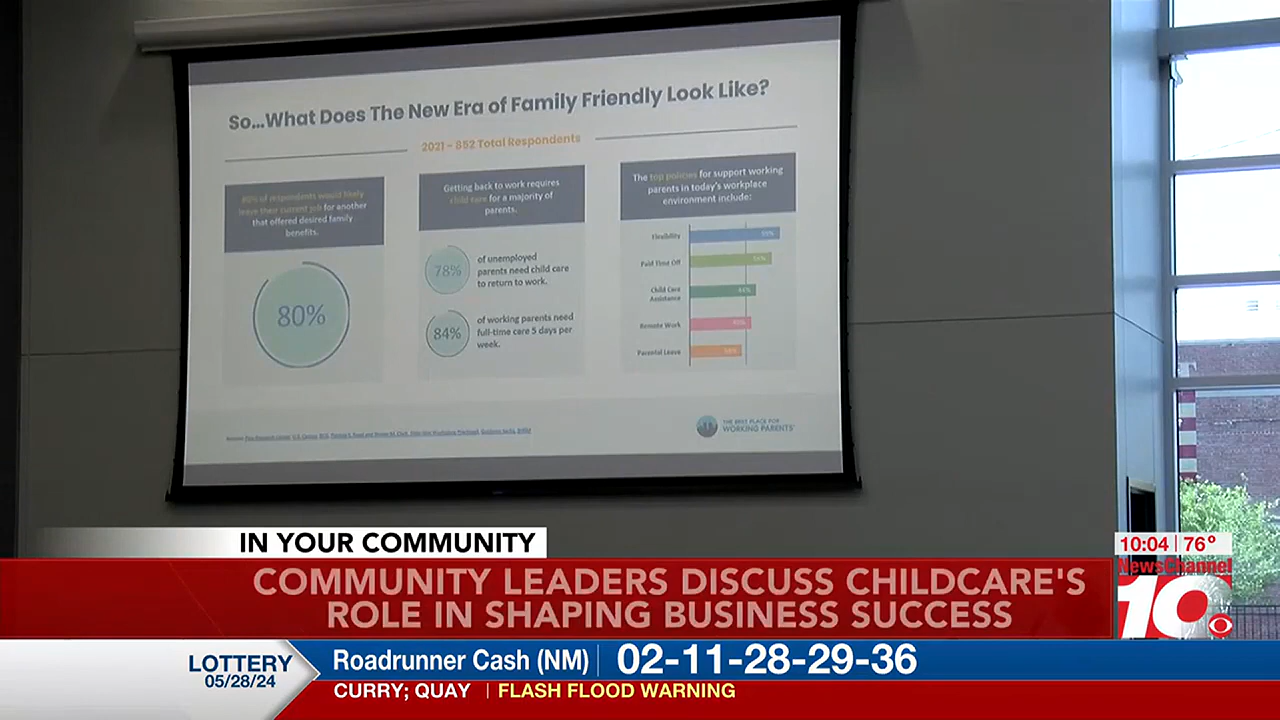 So...What Does The New Era of Family Friendly Look Like?
2021 - 852 Total Respondents
80% of respondents would likely
leave their current job for another
that offered desired family
benefits.
80%
Getting back to work requires
child care for a majority of
parents.
78%
of unemployed
parents need child care
to return to work.
84%
of working parents need
full-time care 5 days per
week.
The top policies for support working
parents in today's workplace
environment include:
Flexibility
Paid Time Off
Child Care
Assistance
Remote Work
Parental Leave
THE BEST PLACE FOR
WORKING PARENTS
IN YOUR COMMUNITY
COMMUNITY LEADERS DISCUSS CHILDCARE'S
ROLE IN SHAPING BUSINESS SUCCESS
10:04 76°
NewsChannel
10
LOTTERY
05/28/24
Roadrunner Cash (NM) 02-11-28-29-36
CURRY; QUAY FLASH FLOOD WARNING